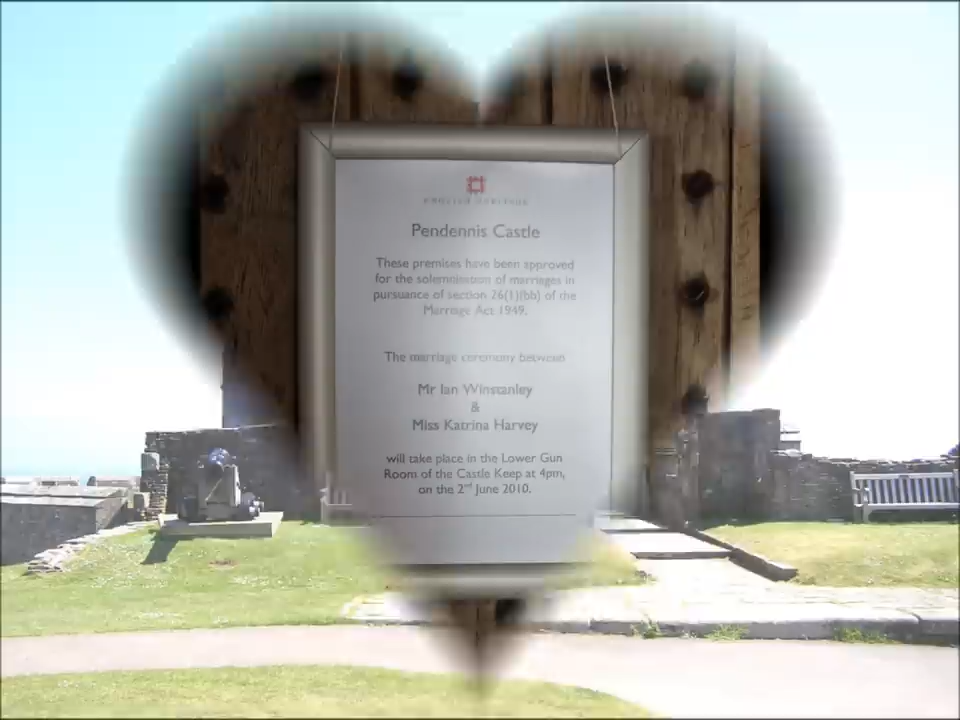 ENGLISH HERITAGE
Pendennis Castle
These premises have been approved
for the solemnisation of marriages in
pursuance of section 26(1)(bb) of the
Marriage Act 1949.
The marriage ceremony between
Mr Ian Winstanley
&
Miss Katrina Harvey
will take place in the Lower Gun
Room of the Castle Keep at 4pm,
on the 2nd June 2010.